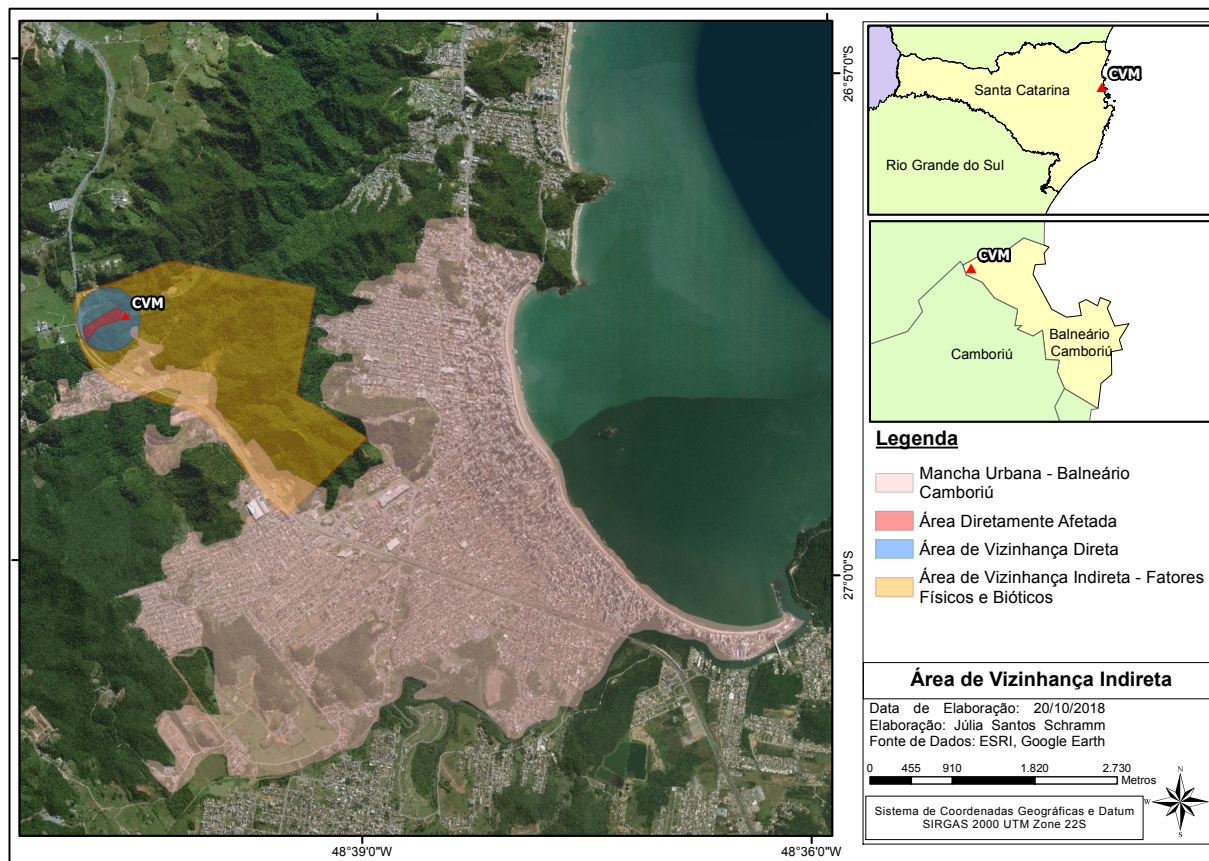 CVM
26°57'0"S
27°0'0"S
48°39'0"W
48°36'0"W
CVM
Santa Catarina
Rio Grande do Sul
CVM
Balneário
Camboriú
Camboriú
Legenda
Mancha Urbana - Balneário
Camboriú
Área Diretamente Afetada
Área de Vizinhança Direta
Área de Vizinhança Indireta - Fatores
Físicos e Bióticos
Área de Vizinhança Indireta
Data de Elaboração: 20/10/2018
Elaboração: Júlia Santos Schramm
Fonte de Dados: ESRI, Google Earth
0 455 910 1.820 2.730
Metros
N
W E
S
Sistema de Coordenadas Geográficas e Datum
SIRGAS 2000 UTM Zone 22S